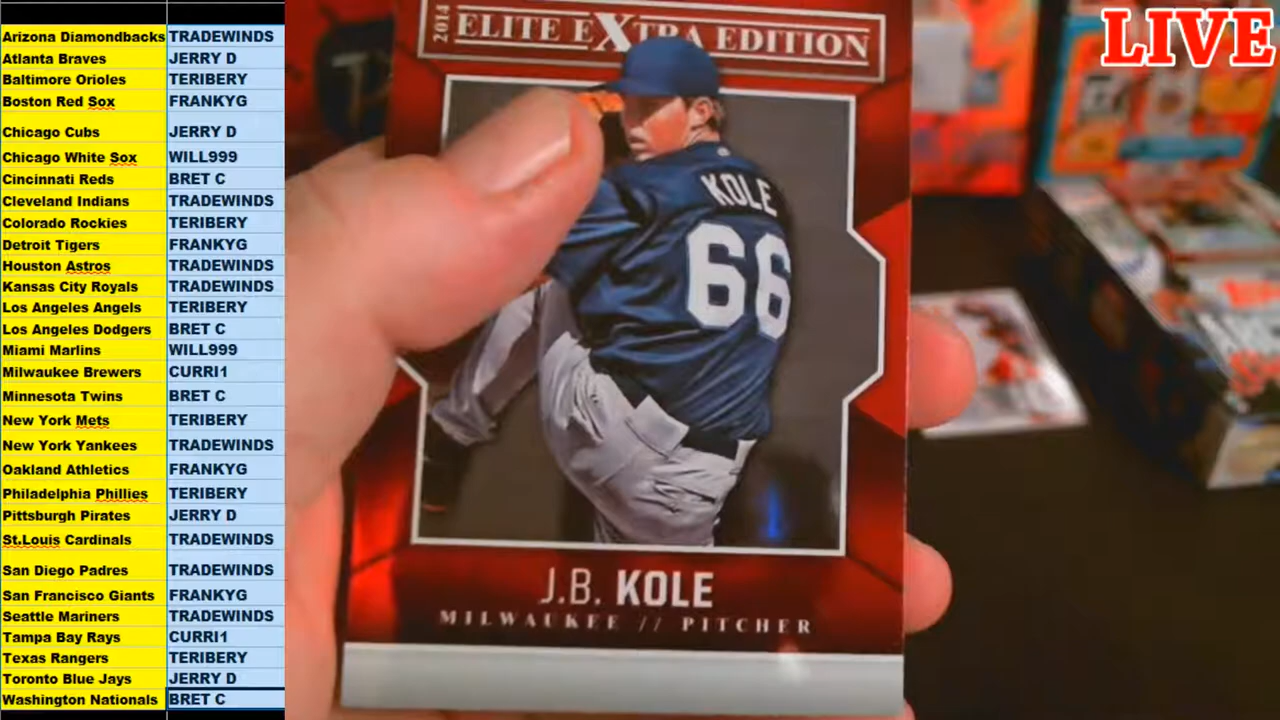 Arizona Diamondbacks TRADEWINDS
Atlanta Braves JERRY D
Baltimore Orioles TERIBERY
Boston Red Sox FRANKYG
Chicago Cubs JERRY D
Chicago White Sox WILL999
Cincinnati Reds BRET C
Cleveland Indians TRADEWINDS
Colorado Rockies TERIBERY
Detroit Tigers FRANKYG
Houston Astros TRADEWINDS
Kansas City Royals TRADEWINDS
Los Angeles Angels TERIBERY
Los Angeles Dodgers BRET C
Miami Marlins WILL999
Milwaukee Brewers CURRI1
Minnesota Twins BRET C
New York Mets TERIBERY
New York Yankees TRADEWINDS
Oakland Athletics FRANKYG
Philadelphia Phillies TERIBERY
Pittsburgh Pirates JERRY D
St.Louis Cardinals TRADEWINDS
San Diego Padres TRADEWINDS
San Francisco Giants FRANKYG
Seattle Mariners TRADEWINDS
Tampa Bay Rays CURRI1
Texas Rangers TERIBERY
Toronto Blue Jays JERRY D
Washington Nationals BRET C
2014 ELITE EXTRA EDITION
KOLE
66
J.B. KOLE
MILWAUKEE // PITCHER
LIVE